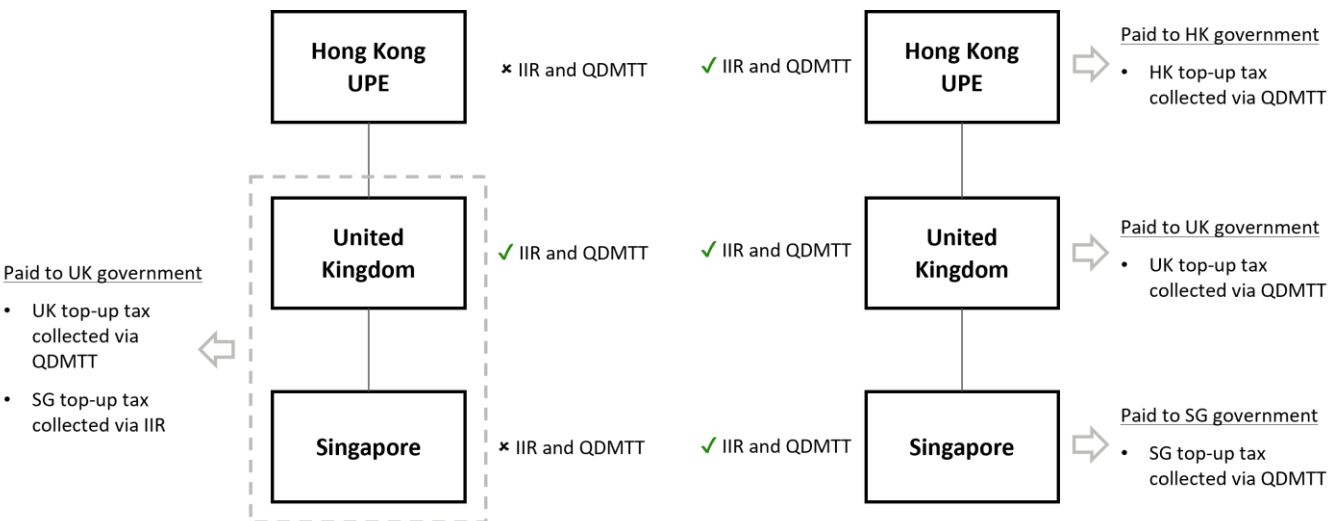 Hong Kong
UPE
× IIR and QDMTT
United
Kingdom
✓ IIR and QDMTT
Paid to UK government
• UK top-up tax
collected via
QDMTT
• SG top-up tax
collected via IIR
Singapore
× IIR and QDMTT
✓ IIR and QDMTT
Hong Kong
UPE
Paid to HK government
• HK top-up tax
collected via QDMTT
✓ IIR and QDMTT
United
Kingdom
Paid to UK government
• UK top-up tax
collected via QDMTT
✓ IIR and QDMTT
Singapore
Paid to SG government
• SG top-up tax
collected via QDMTT